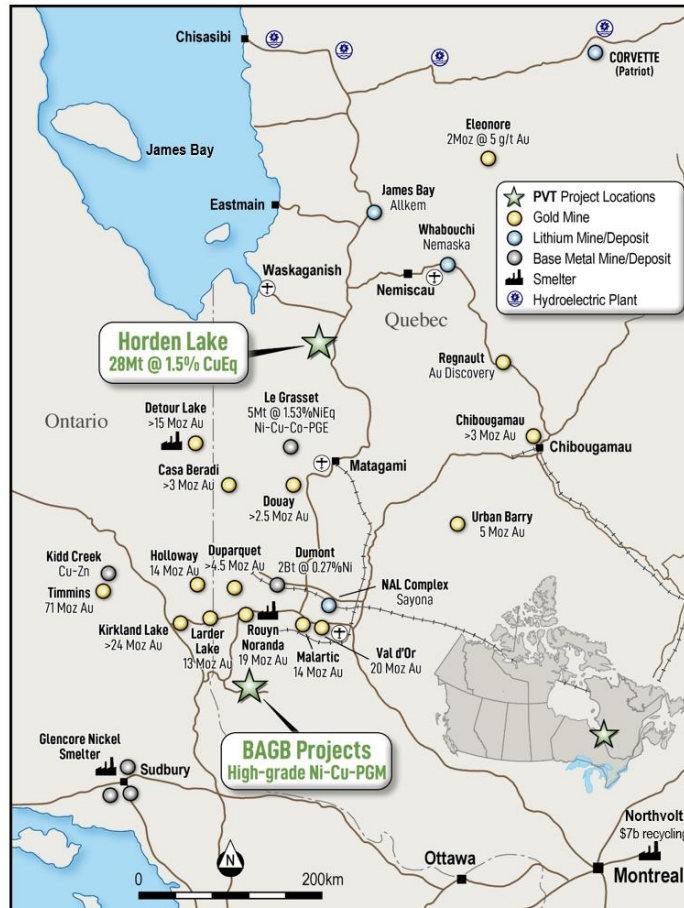 Chisasibi
CORVETTE
(Patriot)
James Bay
Eleonore
2Moz @ 5 g/t Au
Eastmain
James Bay
Allkem
PVT Project Locations
Gold Mine
Lithium Mine/Deposit
Base Metal Mine/Deposit
Smelter
Hydroelectric Plant
Whabouchi
Nemaska
Waskaganish
Nemiscau
Quebec
Horden Lake
28Mt @ 1.5% CuEq
Regnault
Au Discovery
Ontario
Detour Lake
>15 Moz Au
Le Grasset
5Mt @ 1.53%NiEq
Ni-Cu-Co-PGE
Chibougamau
>3 Moz Au
Chibougamau
Matagami
Casa Beradi
>3 Moz Au
Douay
>2.5 Moz Au
Urban Barry
5 Moz Au
Kidd Creek
Cu-Zn
Timmins
71 Moz Au
Holloway
14 Moz Au
Duparquet
>4.5 Moz Au
Dumont
2Bt @ 0.27%Ni
NAL Complex
Sayona
Kirkland Lake
>24 Moz Au
Larder
Lake
13 Moz Au
Rouyn
Noranda
19 Moz Au
Malartic
14 Moz Au
Val d'Or
20 Moz Au
BAGB Projects
High-grade Ni-Cu-PGM
Glencore Nickel
Smelter
Sudbury
Northvolt
$7b recycling
N
0
200km
Ottawa
Montreal